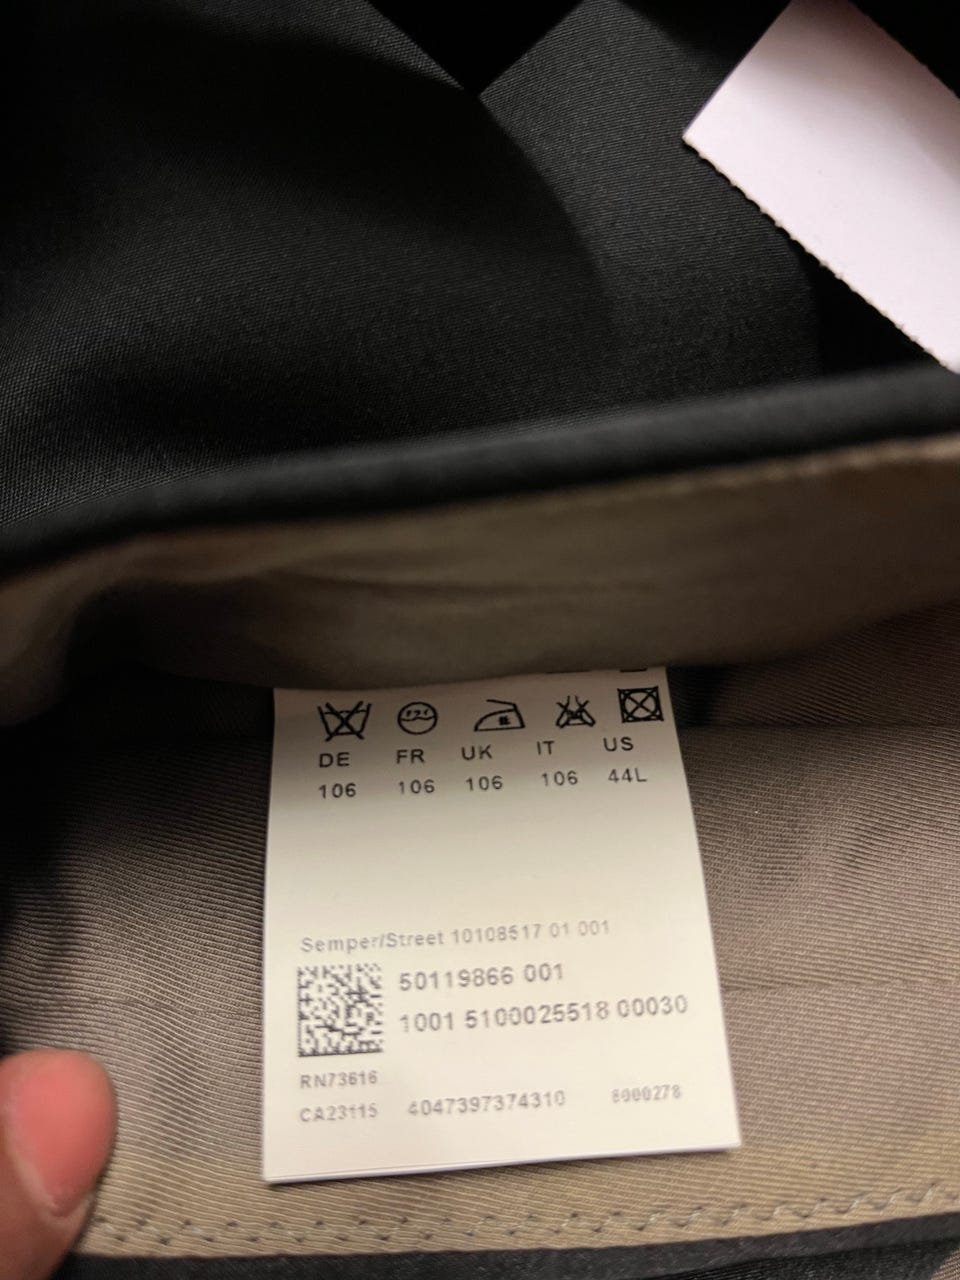 DE FR UK IT US
106 106 106 106 44L
Semper/Street 10108517 01 001
50119866 001
1001 5100025518 00030
RN73616
CA23115 4047397374310 6000278